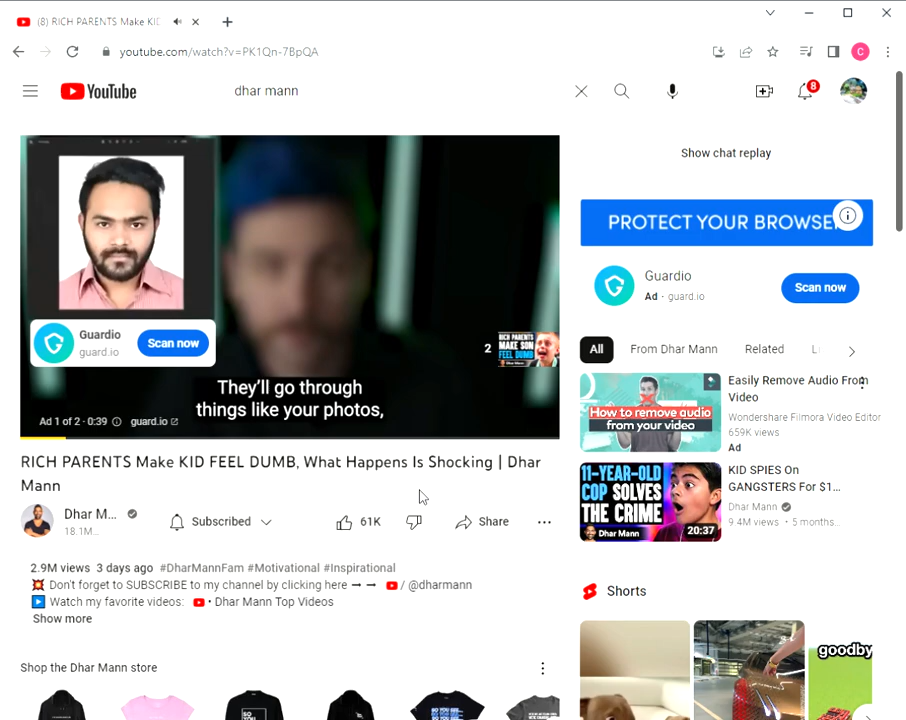 (8) RICH PARENTS Make KID
youtube.com/watch?v=PK1Qn-7BpQA
C
YouTube
dhar mann
8
Show chat replay
PROTECT YOUR BROWSE
Guardio
Ad · guard.io
Scan now
Guardio
guard.io
Scan now
2
RICH PARENTS
MAKE SON
FEEL DUMB
They'll go through
things like your photos,
Ad 1 of 2 · 0:39
guard.io
All
From Dhar Mann
Related
How to remove audio
from your video
Easily Remove Audio From
Video
Wondershare Filmora Video Editor
659K views
Ad
RICH PARENTS Make KID FEEL DUMB, What Happens Is Shocking | Dhar
Mann
11-YEAR-OLD
COP SOLVES
THE CRIME
Dhar Mann
20:37
KID SPIES On
GANGSTERS For $1...
Dhar Mann
9.4M views · 5 months...
Dhar M...
18.1M...
Subscribed
61K
Share
2.9M views 3 days ago #DharMannFam #Motivational #Inspirational
Don't forget to SUBSCRIBE to my channel by clicking here → → / @dharmann
Watch my favorite videos: • Dhar Mann Top Videos
Show more
Shorts
Shop the Dhar Mann store
goodby